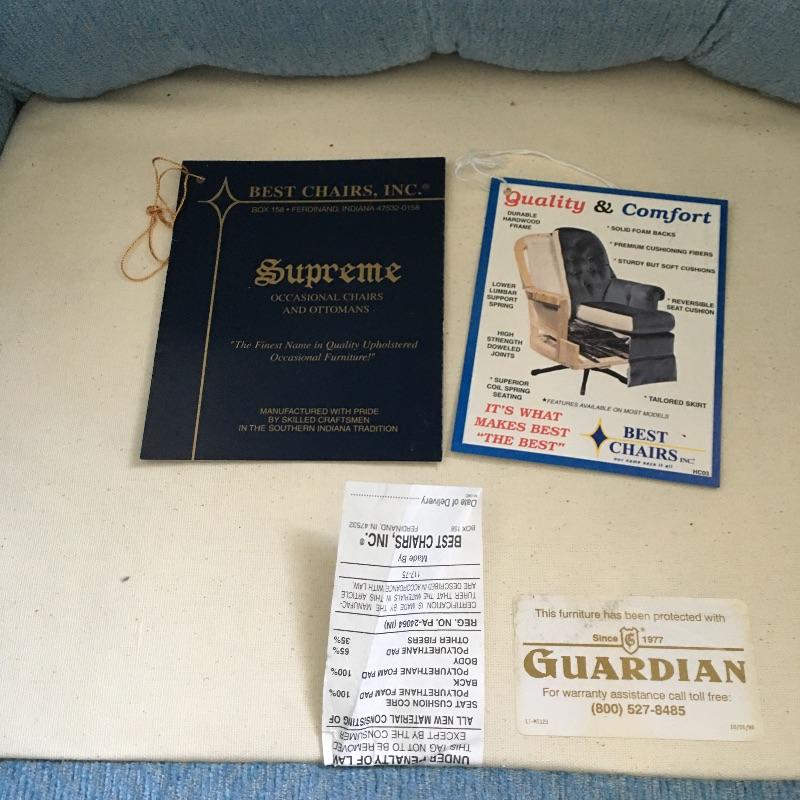 BEST CHAIRS, INC.®
BOX 158 • FERDINAND, INDIANA 47532-0158
Supreme
OCCASIONAL CHAIRS
AND OTTOMANS
"The Finest Name in Quality Upholstered
Occasional Furniture!"
MANUFACTURED WITH PRIDE
BY SKILLED CRAFTSMEN
IN THE SOUTHERN INDIANA TRADITION
Quality & Comfort
DURABLE
HARDWOOD
FRAME
* SOLID FOAM BACKS
* PREMIUM CUSHIONING FIBERS
* STURDY BUT SOFT CUSHIONS
LOWER
LUMBAR
SUPPORT
SPRING
* REVERSIBLE
SEAT CUSHION
HIGH
STRENGTH
DOWELED
JOINTS
* SUPERIOR
COIL SPRING
SEATING
* TAILORED SKIRT
*FEATURES AVAILABLE ON MOST MODELS
IT'S WHAT
MAKES BEST
"THE BEST"
BEST
CHAIRS INC.
our name says it all
HC03
UNDER PENALTY OF LAW
THIS TAG NOT TO BE REMOVED
EXCEPT BY THE CONSUMER
ALL NEW MATERIAL CONSISTING OF
SEAT CUSHION CORE
POLYURETHANE FOAM PAD 100%
BACK
POLYURETHANE FOAM PAD 100%
BODY
POLYURETHANE PAD 65%
OTHER FIBERS 35%
REG. NO. PA-24064 (IN)
CERTIFICATION IS MADE BY THE MANUFAC-
TURER THAT THE MATERIALS IN THIS ARTICLE
ARE DESCRIBED IN ACCORDANCE WITH LAW.
117-75
Made By
BEST CHAIRS, INC.®
BOX 158 FERDINAND, IN 47532
Date of Delivery
This furniture has been protected with
Since G® 1977
GUARDIAN
For warranty assistance call toll free:
(800) 527-8485